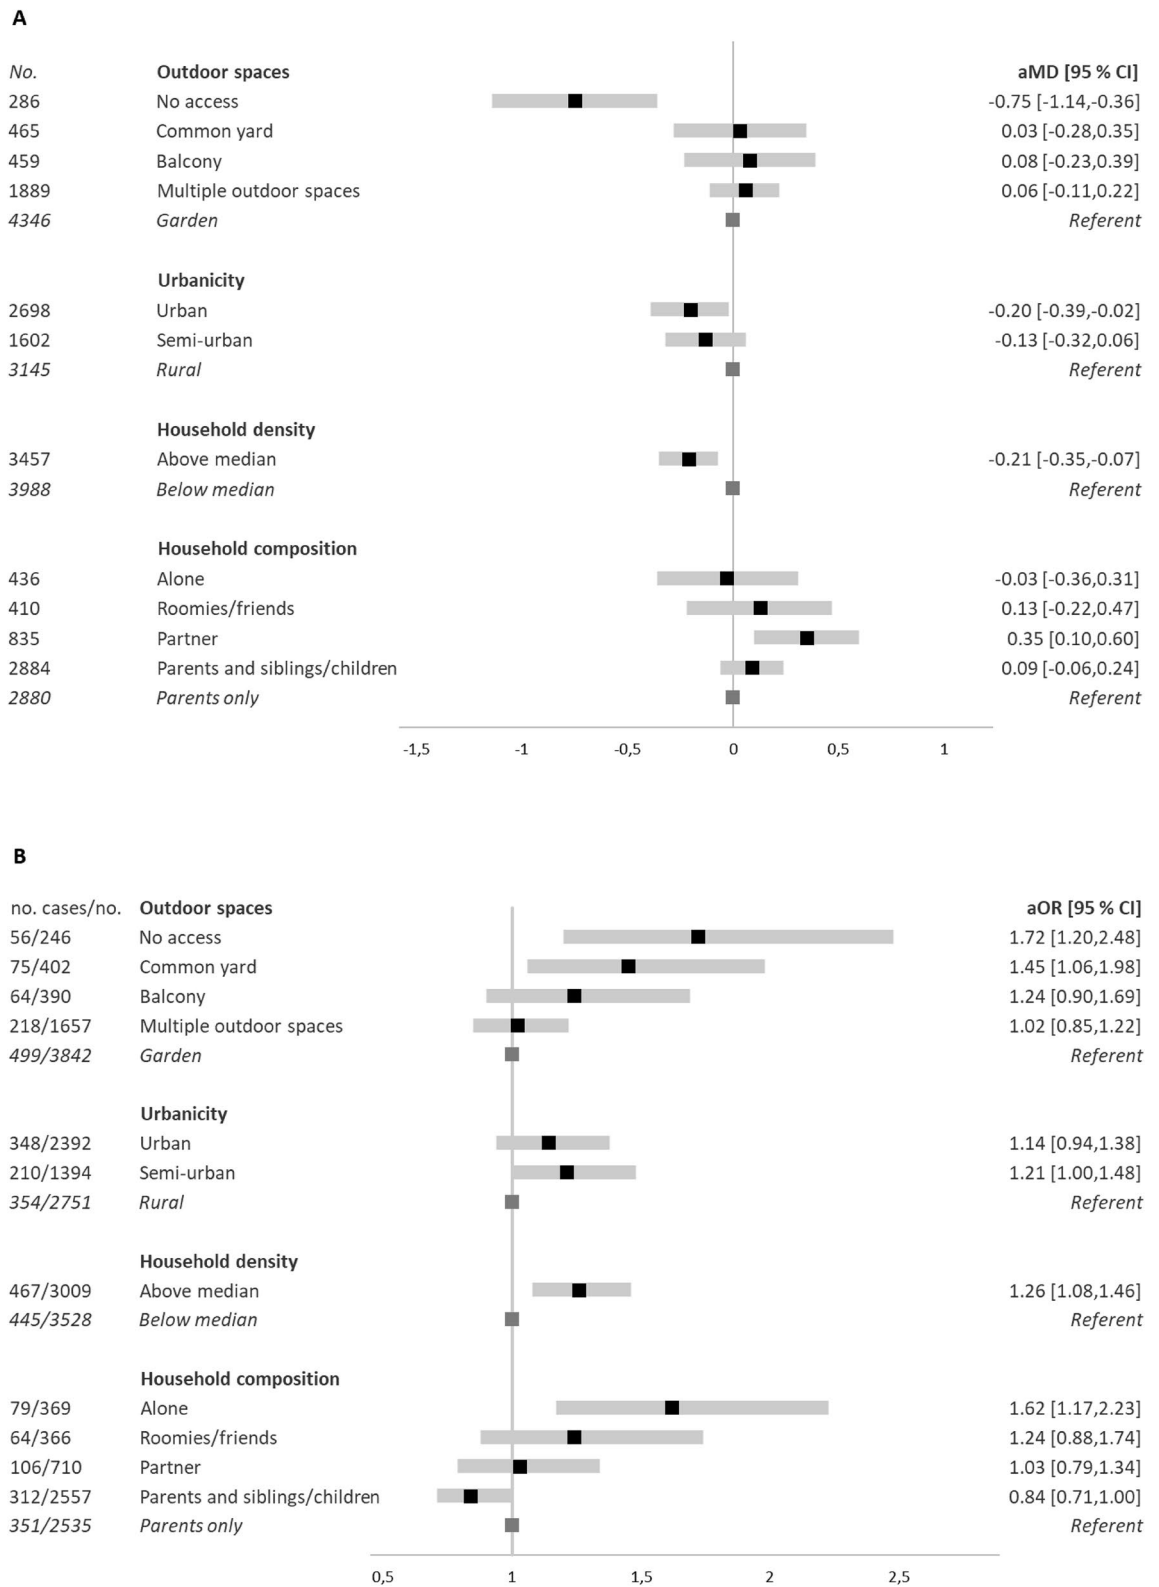 A
No. Outdoor spaces aMD [95 % CI]
286 No access -0.75 [-1.14,-0.36]
465 Common yard 0.03 [-0.28,0.35]
459 Balcony 0.08 [-0.23,0.39]
1889 Multiple outdoor spaces 0.06 [-0.11,0.22]
4346 Garden Referent
Urbanicity
2698 Urban -0.20 [-0.39,-0.02]
1602 Semi-urban -0.13 [-0.32,0.06]
3145 Rural Referent
Household density
3457 Above median -0.21 [-0.35,-0.07]
3988 Below median Referent
Household composition
436 Alone -0.03 [-0.36,0.31]
410 Roomies/friends 0.13 [-0.22,0.47]
835 Partner 0.35 [0.10,0.60]
2884 Parents and siblings/children 0.09 [-0.06,0.24]
2880 Parents only Referent
-1,5 -1 -0,5 0 0,5 1
B
no. cases/no. Outdoor spaces aOR [95 % CI]
56/246 No access 1.72 [1.20,2.48]
75/402 Common yard 1.45 [1.06,1.98]
64/390 Balcony 1.24 [0.90,1.69]
218/1657 Multiple outdoor spaces 1.02 [0.85,1.22]
499/3842 Garden Referent
Urbanicity
348/2392 Urban 1.14 [0.94,1.38]
210/1394 Semi-urban 1.21 [1.00,1.48]
354/2751 Rural Referent
Household density
467/3009 Above median 1.26 [1.08,1.46]
445/3528 Below median Referent
Household composition
79/369 Alone 1.62 [1.17,2.23]
64/366 Roomies/friends 1.24 [0.88,1.74]
106/710 Partner 1.03 [0.79,1.34]
312/2557 Parents and siblings/children 0.84 [0.71,1.00]
351/2535 Parents only Referent
0,5 1 1,5 2 2,5